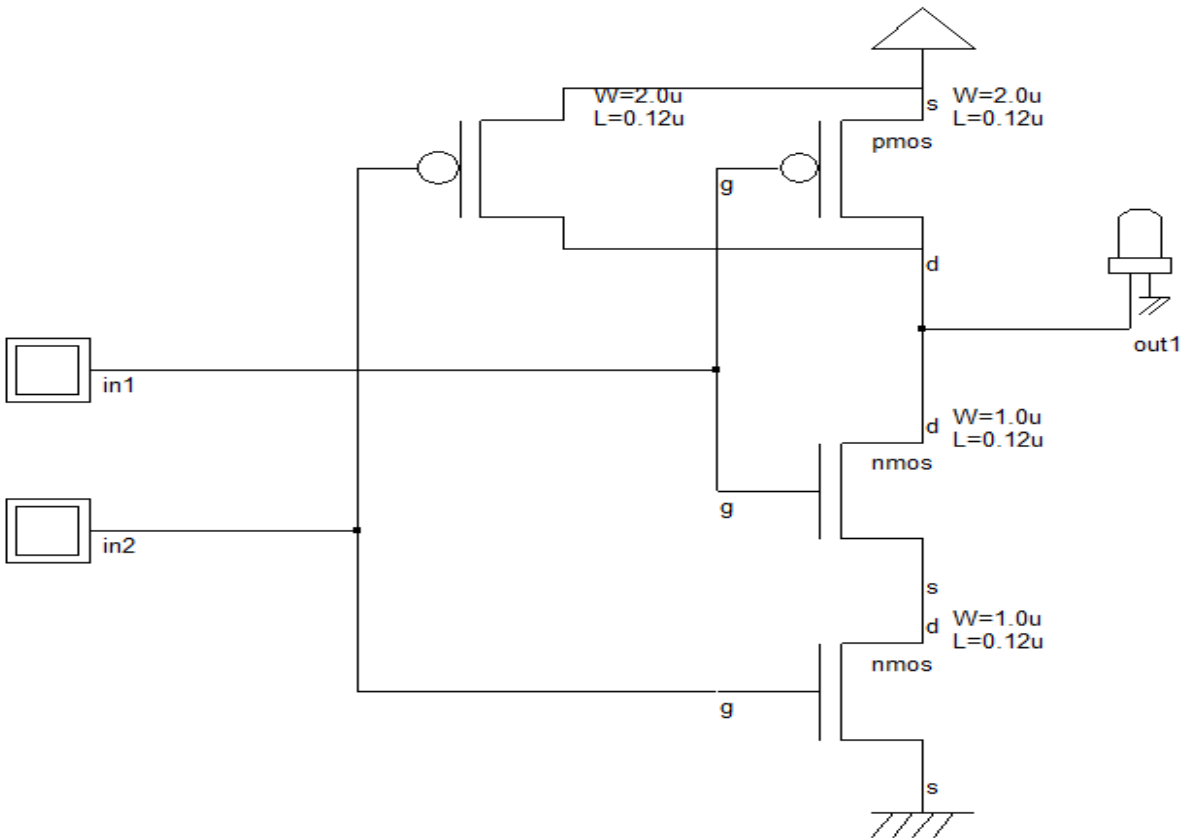 W=2.0u
L=0.12u
s
W=2.0u
L=0.12u
pmos
g
d
out1
in1
d
W=1.0u
L=0.12u
nmos
g
in2
s
d
W=1.0u
L=0.12u
nmos
g
s